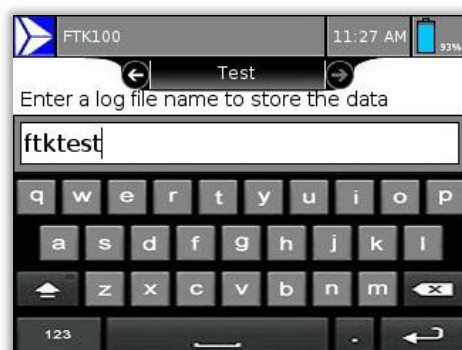 FTK100 11:27 AM 93%
Test
Enter a log file name to store the data
ftktest
q w e r t y u i o p
a s d f g h j k l
z x c v b n m
123 .